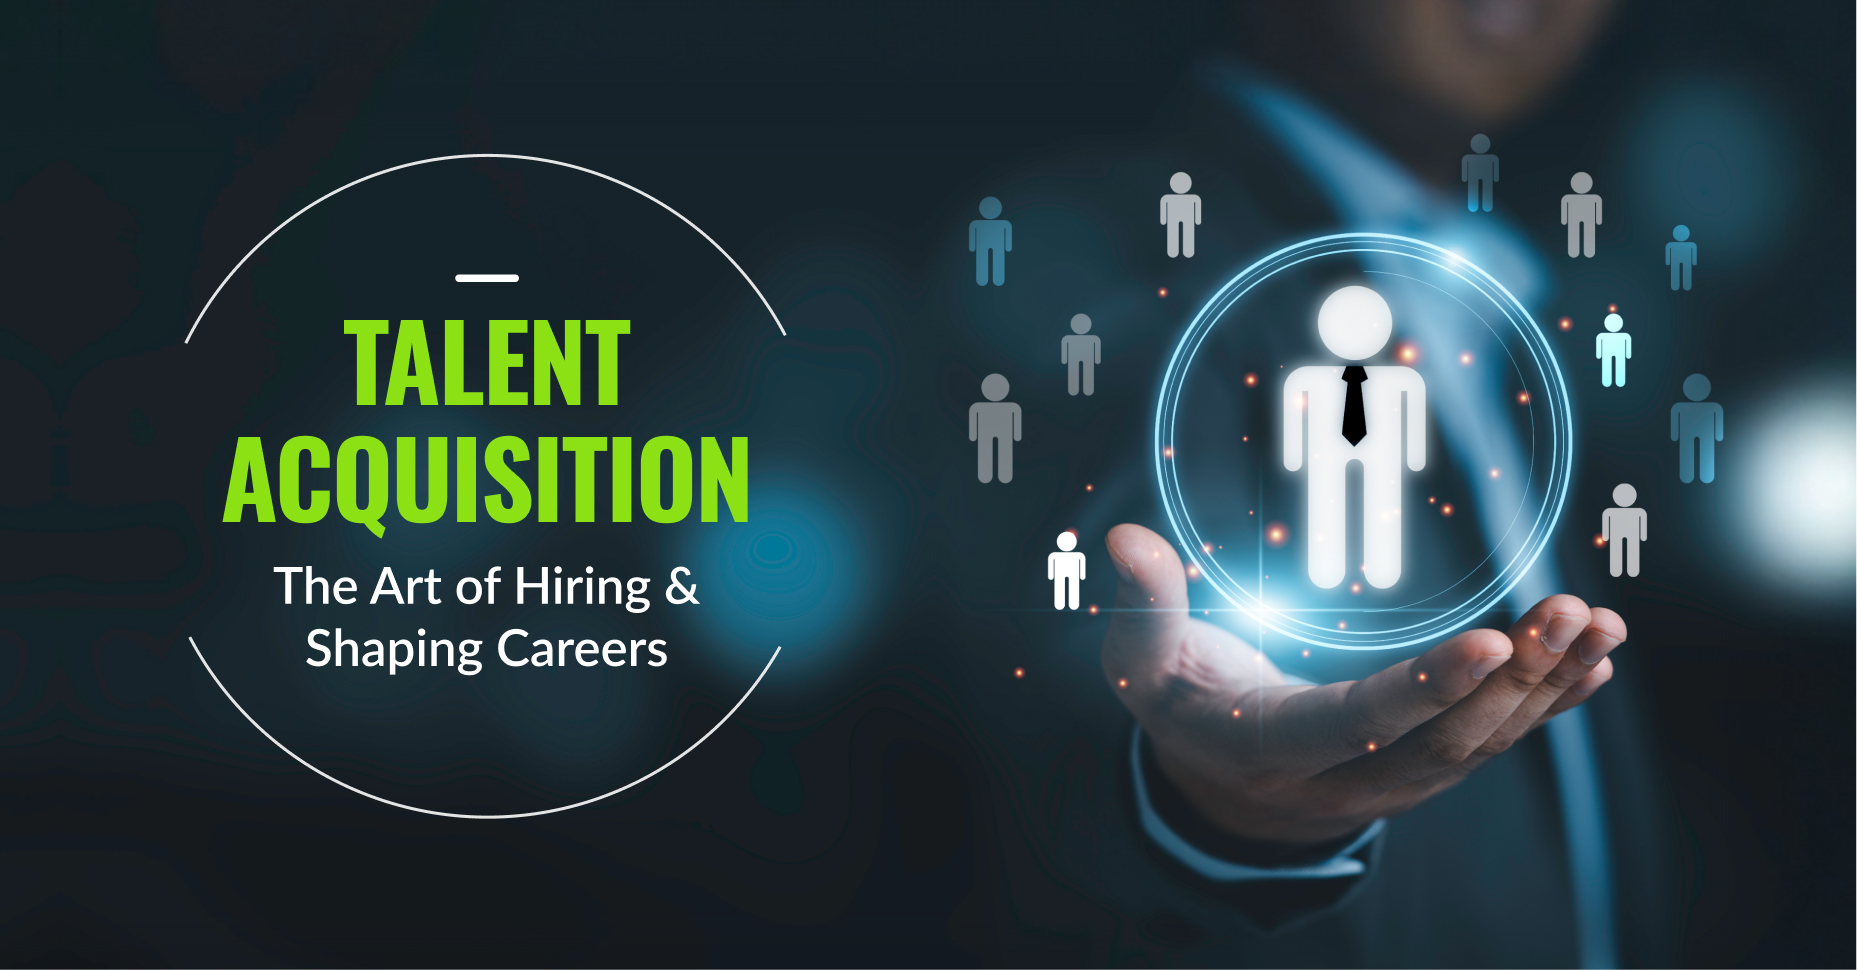 TALENT
ACQUISITION
The Art of Hiring &
Shaping Careers